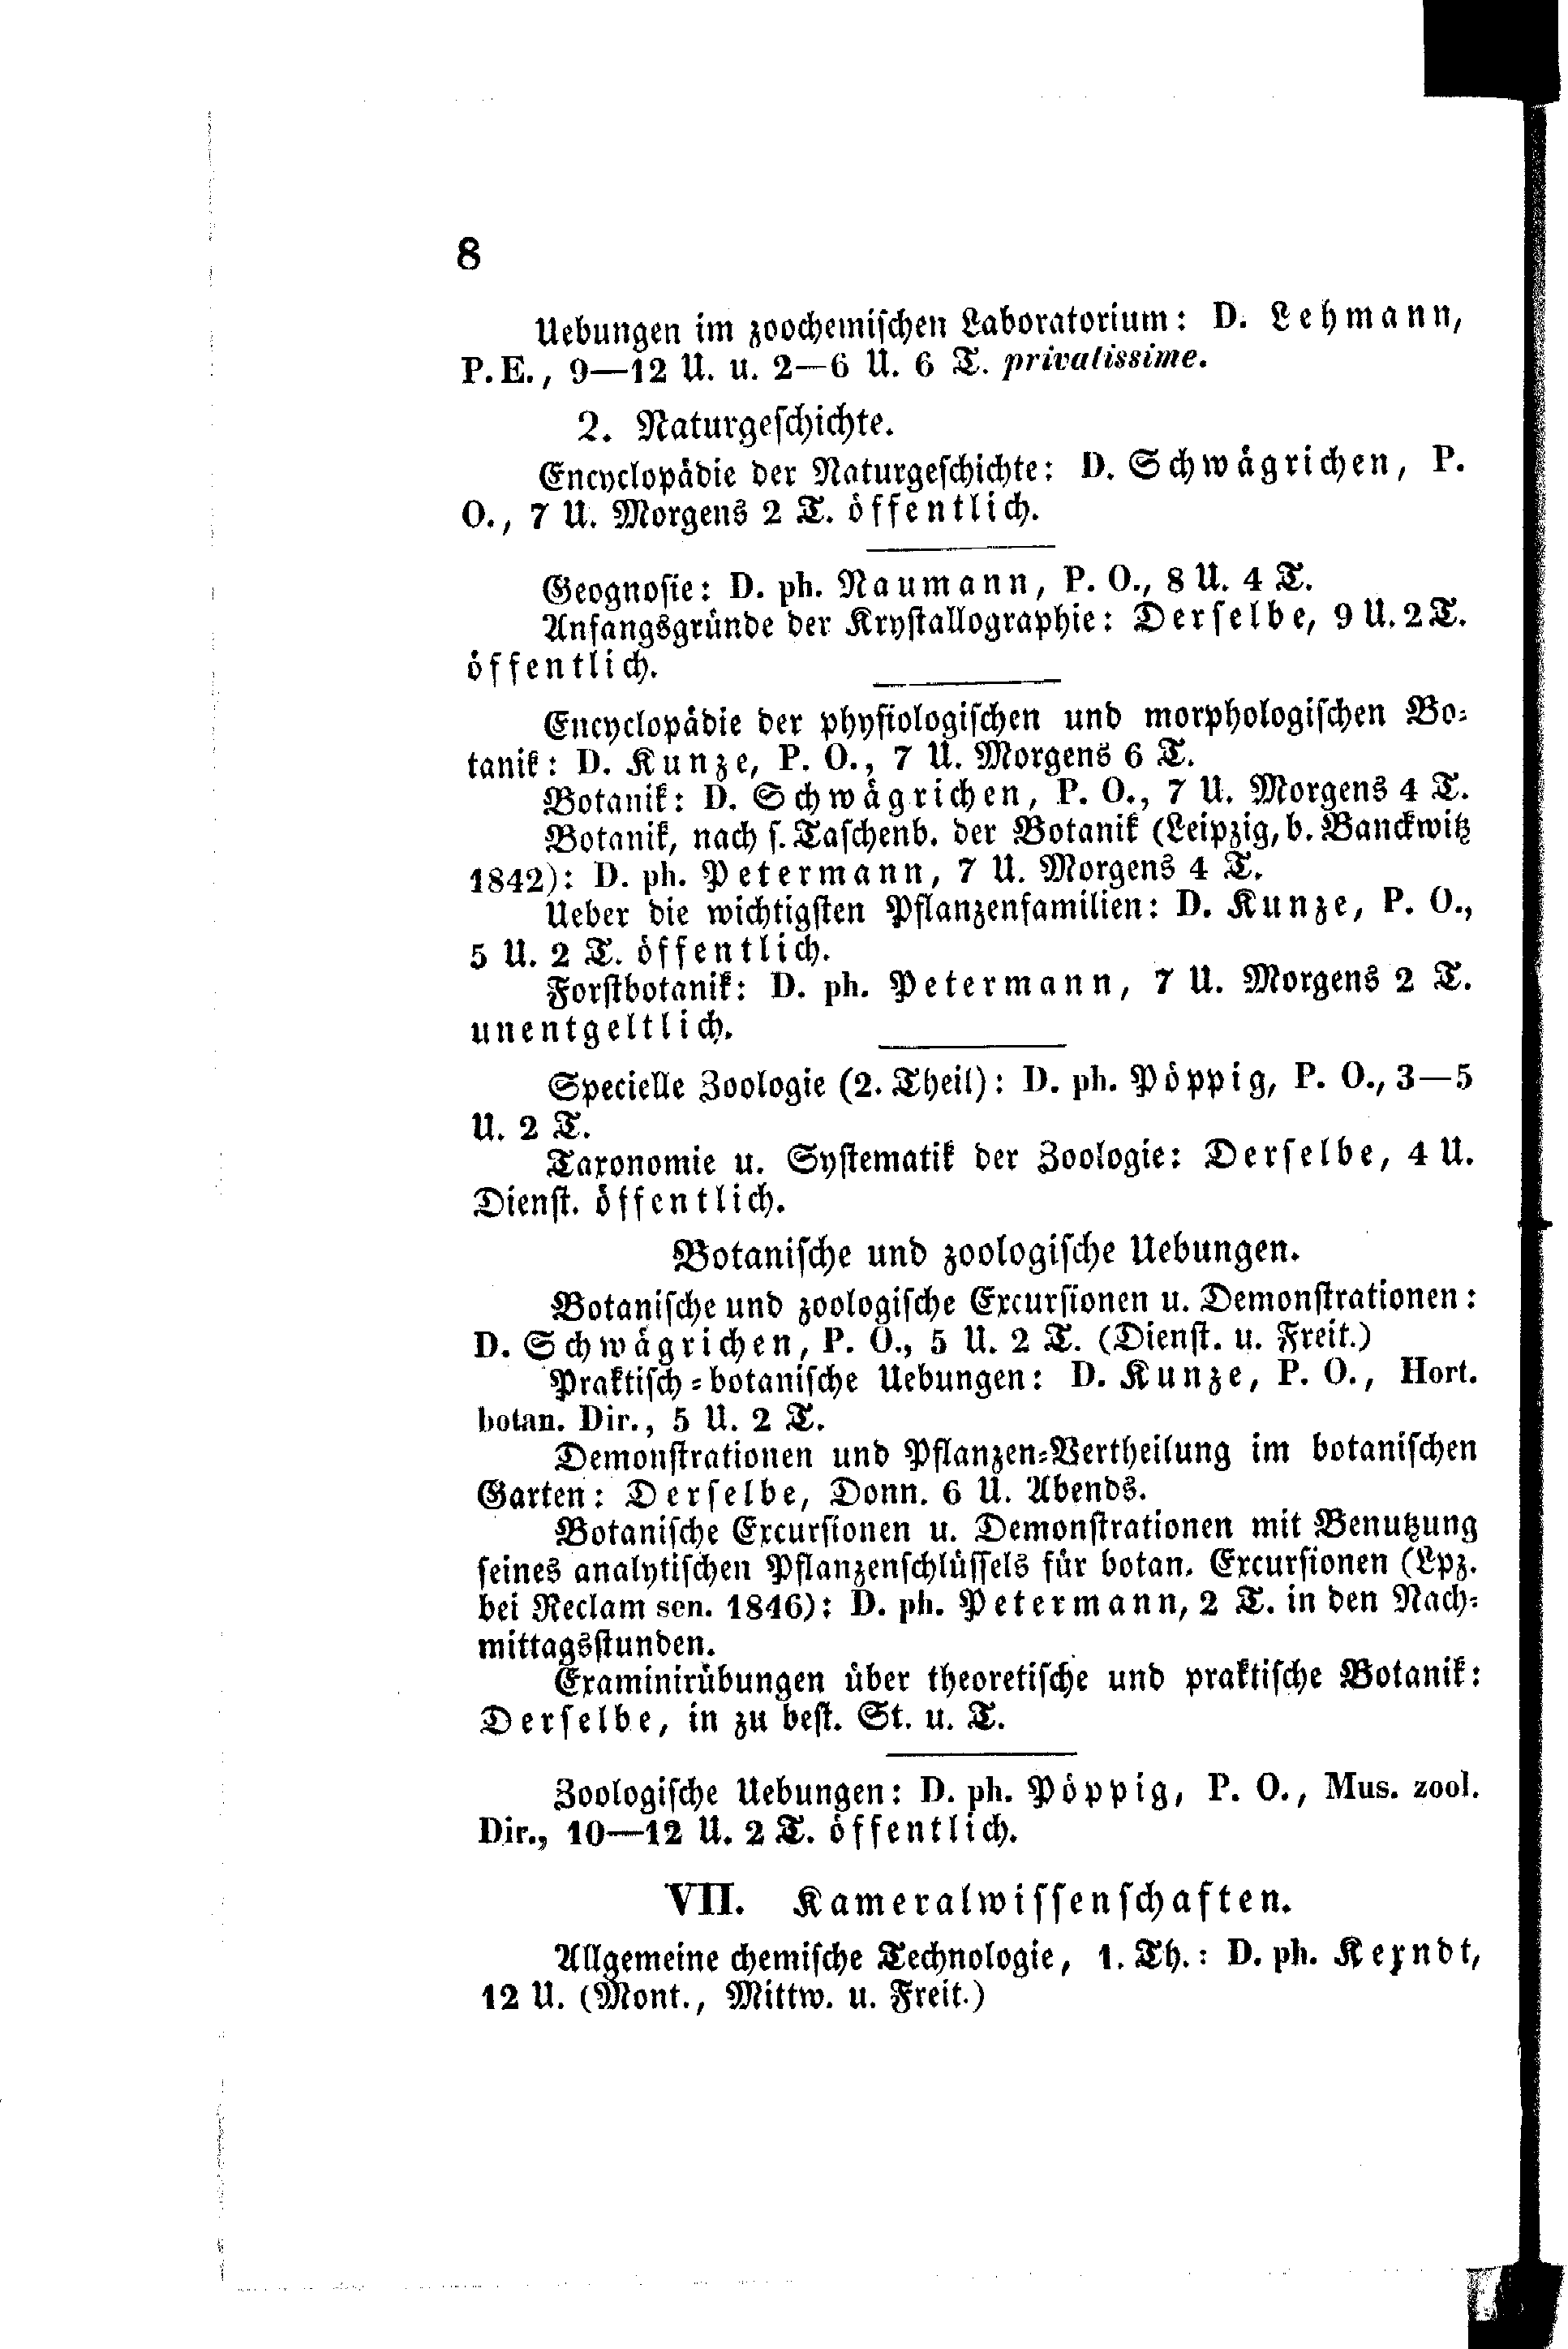 8
Uebungen im zoochemischen Laboratorium: D. Lehmann,
P. E., 9—12 U. u. 2—6 U. 6 T. privatissime.
2. Naturgeschichte.
Encyclopädie der Naturgeschichte: D. Schwägrichen, P.
O., 7 U. Morgens 2 T. öffentlich.
Geognosie: D. ph. Naumann, P. O., 8 U. 4 T.
Anfangsgründe der Krystallographie: Derselbe, 9 U. 2 T.
öffentlich.
Encyclopädie der physiologischen und morphologischen Bo-
tanik: D. Kunze, P. O., 7 U. Morgens 6 T.
Botanik: D. Schwägrichen, P. O., 7 U. Morgens 4 T.
Botanik, nach s. Taschenb. der Botanik (Leipzig, b. Banckwitz
1842): D. ph. Petermann, 7 U. Morgens 4 T.
Ueber die wichtigsten Pflanzenfamilien: D. Kunze, P. O.,
5 U. 2 T. öffentlich.
Forstbotanik: D. ph. Petermann, 7 U. Morgens 2 T.
unentgeltlich.
Specielle Zoologie (2. Theil): D. ph. Pöppig, P. O., 3—5
U. 2 T.
Taxonomie u. Systematik der Zoologie: Derselbe, 4 U.
Dienst. öffentlich.
Botanische und zoologische Uebungen.
Botanische und zoologische Excursionen u. Demonstrationen:
D. Schwägrichen, P. O., 5 U. 2 T. (Dienst. u. Freit.)
Praktisch-botanische Uebungen: D. Kunze, P. O., Hort.
botan. Dir., 5 U. 2 T.
Demonstrationen und Pflanzen-Vertheilung im botanischen
Garten: Derselbe, Donn. 6 U. Abends.
Botanische Excursionen u. Demonstrationen mit Benutzung
seines analytischen Pflanzenschlüssels für botan. Excursionen (Lpz.
bei Reclam sen. 1846): D. ph. Petermann, 2 T. in den Nach-
mittagsstunden.
Examinirübungen über theoretische und praktische Botanik:
Derselbe, in zu best. St. u. T.
Zoologische Uebungen: D. ph. Pöppig, P. O., Mus. zool.
Dir., 10—12 U. 2 T. öffentlich.
VII. Kameralwissenschaften.
Allgemeine chemische Technologie, 1. Th.: D. ph. Kerndt,
12 U. (Mont., Mittw. u. Freit.)